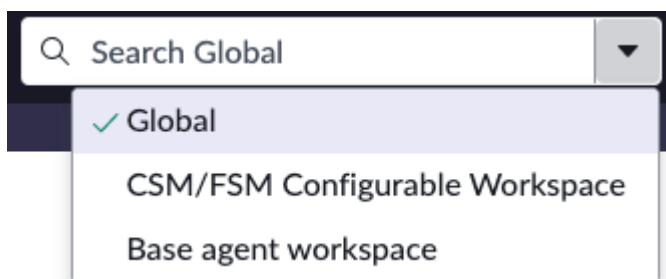 Search Global
Global
CSM/FSM Configurable Workspace
Base agent workspace